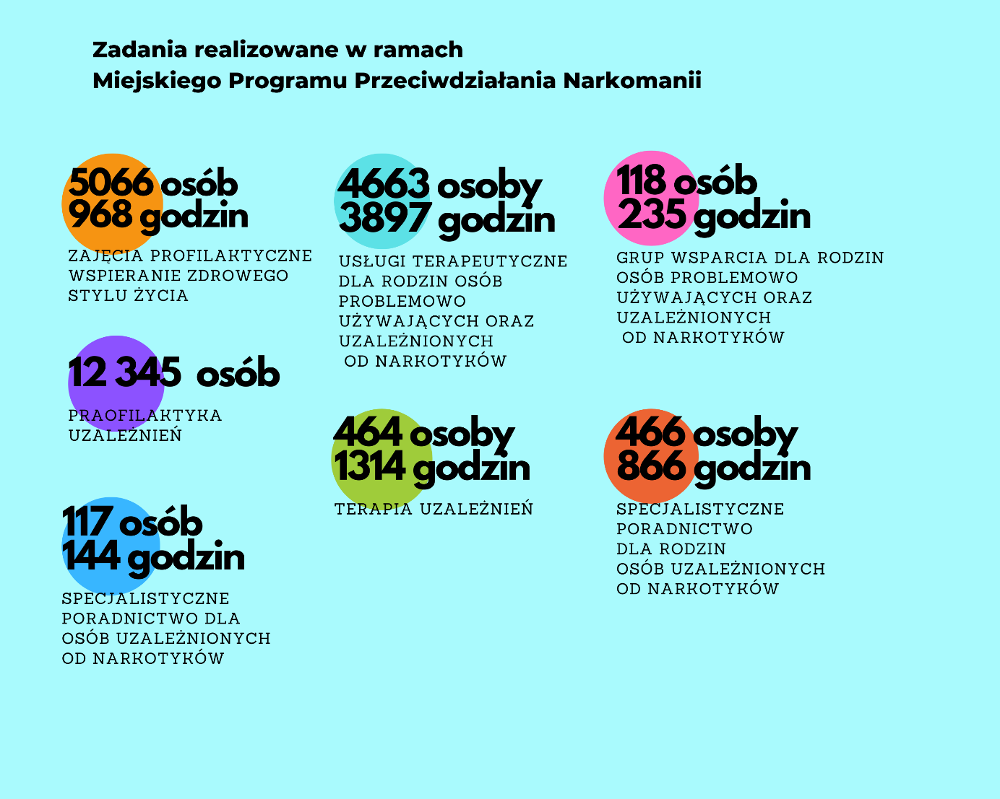 Zadania realizowane w ramach
Miejskiego Programu Przeciwdziałania Narkomanii
5066 osób
968 godzin
ZAJĘCIA PROFILAKTYCZNE
WSPIERANIE ZDROWEGO
STYLU ŻYCIA
12 345 osób
PRAOFILAKTYKA
UZALEŻNIEŃ
117 osób
144 godzin
SPECJALISTYCZNE
PORADNICTWO DLA
OSÓB UZALEŻNIONYCH
OD NARKOTYKÓW
4663 osoby
3897 godzin
USŁUGI TERAPEUTYCZNE
DLA RODZIN OSÓB
PROBLEMOWO
UŻYWAJĄCYCH ORAZ
UZALEŻNIONYCH
OD NARKOTYKÓW
464 osoby
1314 godzin
TERAPIA UZALEŻNIEŃ
118 osób
235 godzin
GRUP WSPARCIA DLA RODZIN
OSÓB PROBLEMOWO
UŻYWAJĄCYCH ORAZ
UZALEŻNIONYCH
OD NARKOTYKÓW
466 osoby
866 godzin
SPECJALISTYCZNE
PORADNICTWO
DLA RODZIN
OSÓB UZALEŻNIONYCH
OD NARKOTYKÓW